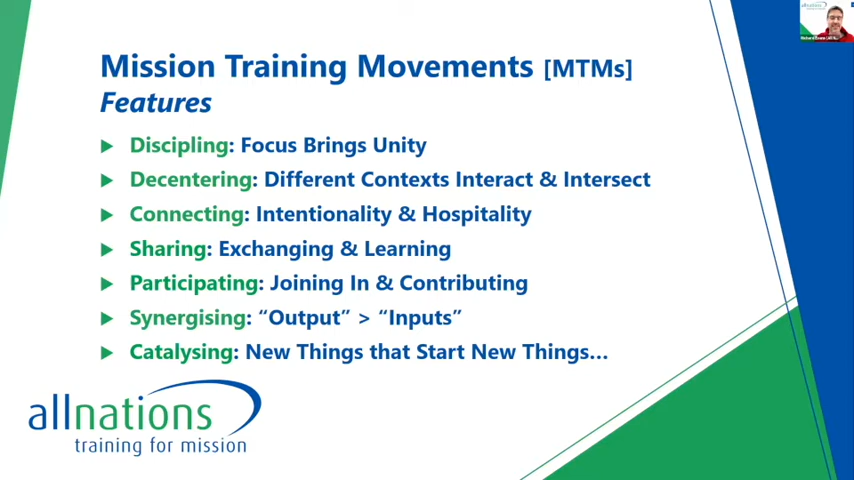 Mission Training Movements [MTMs]
Features
Discipling: Focus Brings Unity
Decentering: Different Contexts Interact & Intersect
Connecting: Intentionality & Hospitality
Sharing: Exchanging & Learning
Participating: Joining In & Contributing
Synergising: “Output” > “Inputs”
Catalysing: New Things that Start New Things…
allnations
training for mission
allnations